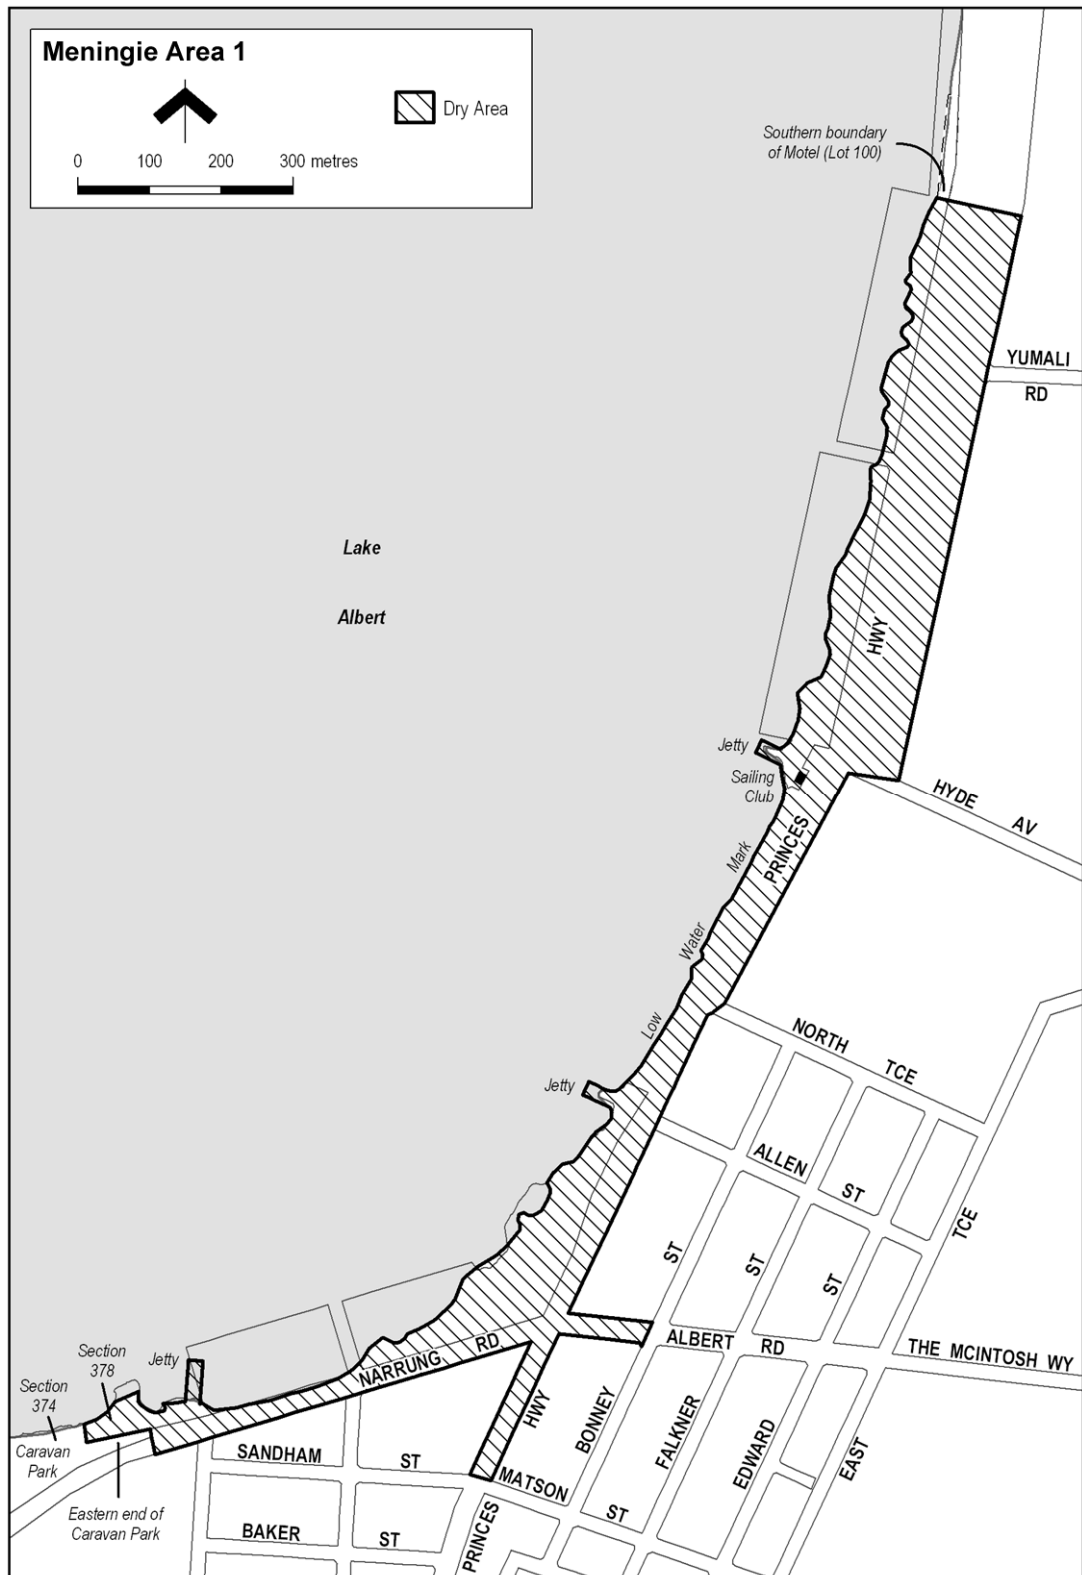 Meningie Area 1
Dry Area
0 100 200 300 metres
Southern boundary
of Motel (Lot 100)
YUMALI
RD
Lake
Albert
HWY
Jetty
Sailing
Club
HYDE
AV
PRINCES
Mark
Water
Low
NORTH
TCE
Jetty
ALLEN
ST
TCE
ST
ST
ST
ALBERT
RD
THE MCINTOSH WY
NARRUNG
RD
Section
378
Jetty
Section
374
Caravan
Park
HWY
BONNEY
FALKNER
EDWARD
EAST
SANDHAM
ST
MATSON
ST
Eastern end of
Caravan Park
BAKER
ST
PRINCES